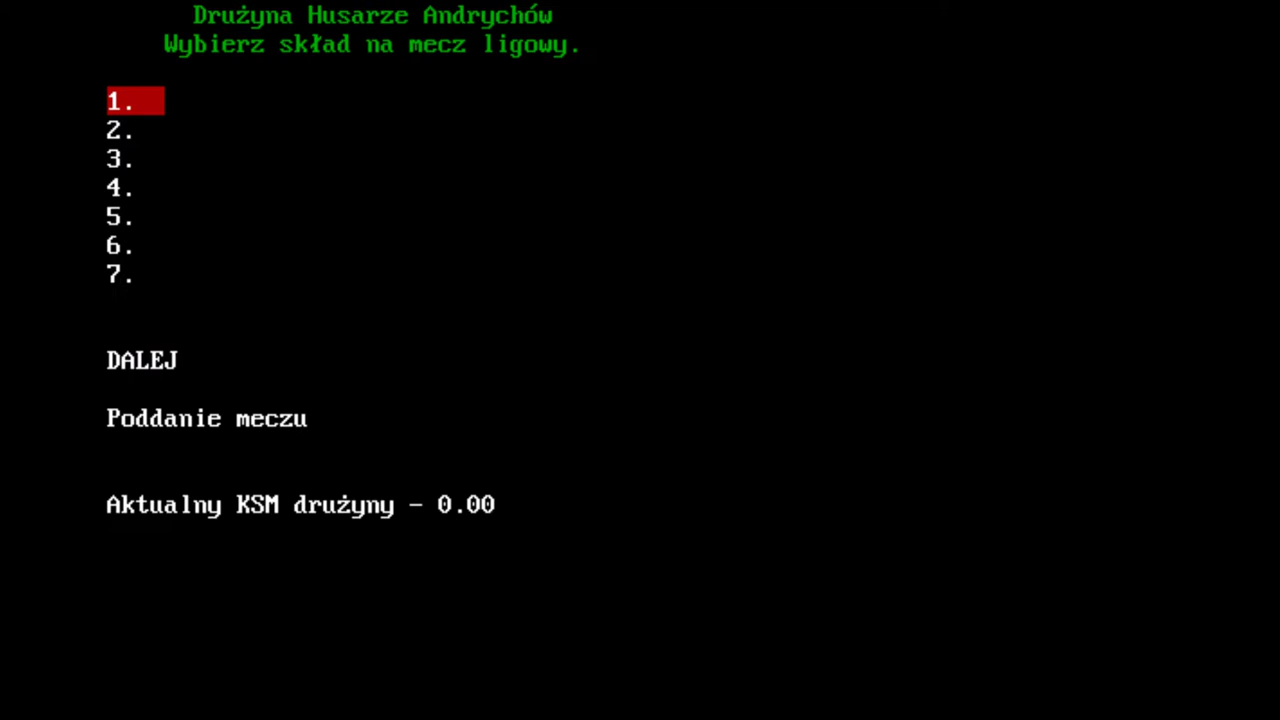 Drużyna Husarze Andrychów
Wybierz skład na mecz ligowy.
1.
2.
3.
4.
5.
6.
7.
DALEJ
Poddanie meczu
Aktualny KSM drużyny - 0.00